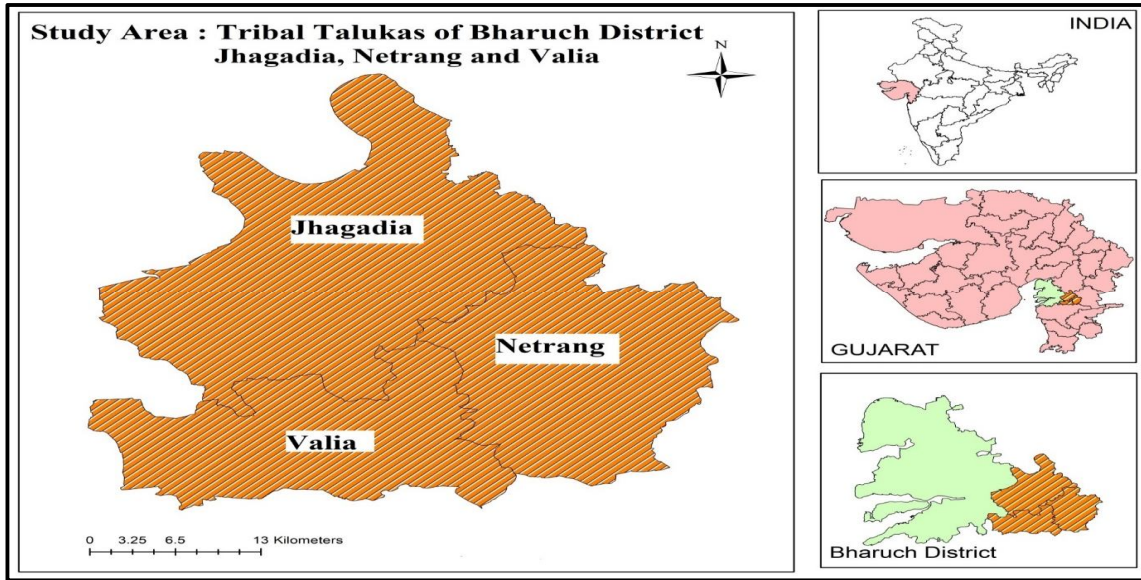 Study Area : Tribal Talukas of Bharuch District
Jhagadia, Netrang and Valia
N
Jhagadia
Netrang
Valia
0 3.25 6.5 13 Kilometers
INDIA
GUJARAT
Bharuch District